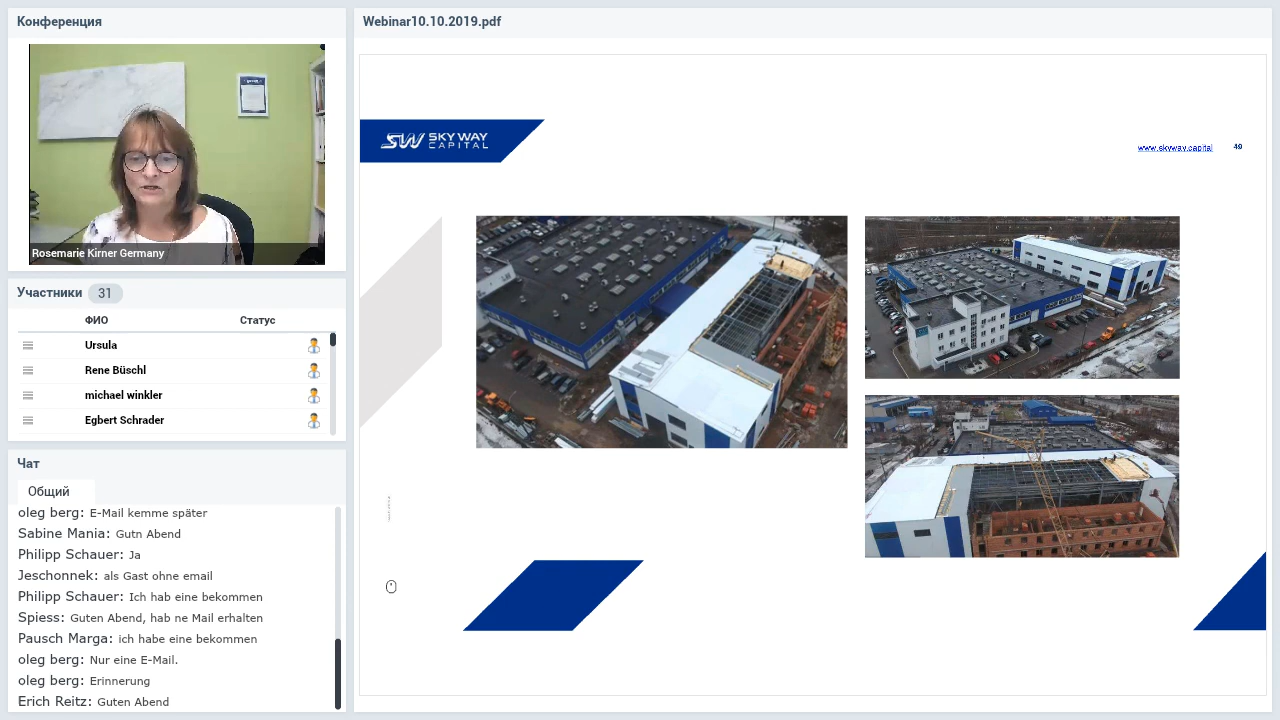 Конференция
Rosemarie Kirner Germany
Участники 31
ФИО Статус
Ursula
Rene Büschl
michael winkler
Egbert Schrader
Чат
Общий
oleg berg: E-Mail kemme später
Sabine Mania: Gutn Abend
Philipp Schauer: Ja
Jeschonnek: als Gast ohne email
Philipp Schauer: Ich hab eine bekommen
Spiess: Guten Abend, hab ne Mail erhalten
Pausch Marga: ich habe eine bekommen
oleg berg: Nur eine E-Mail.
oleg berg: Erinnerung
Erich Reitz: Guten Abend
Webinar10.10.2019.pdf
SW SKY WAY
CAPITAL
www.skyway.capital 49